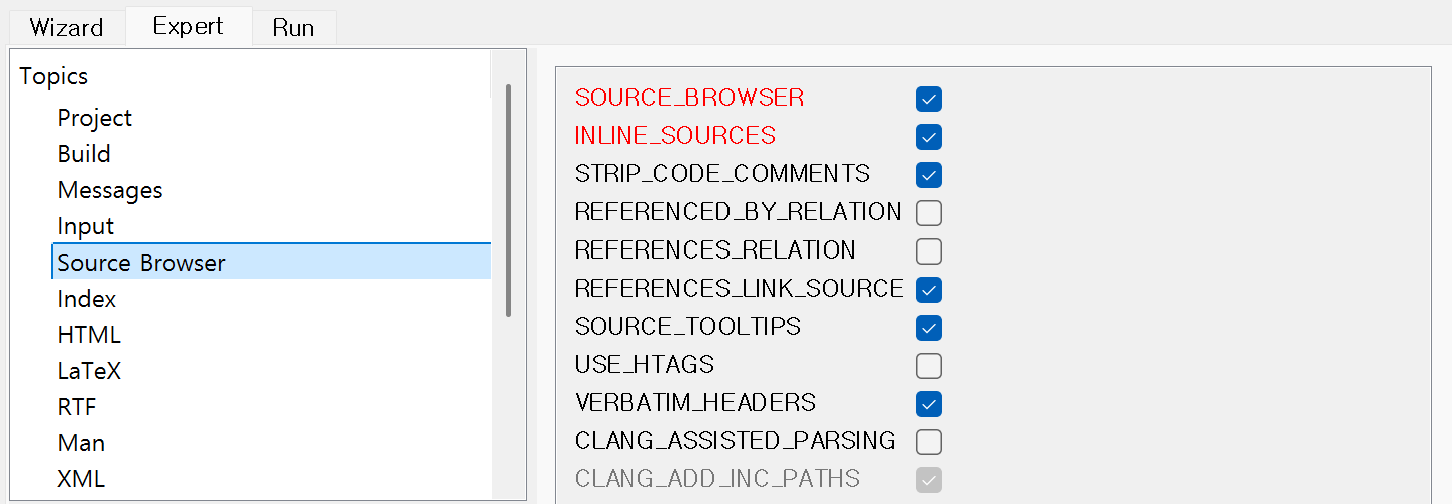 Wizard Expert Run
Topics
Project
Build
Messages
Input
Source Browser
Index
HTML
LaTeX
RTF
Man
XML
SOURCE_BROWSER
INLINE_SOURCES
STRIP_CODE_COMMENTS
REFERENCED_BY_RELATION
REFERENCES_RELATION
REFERENCES_LINK_SOURCE
SOURCE_TOOLTIPS
USE_HTAGS
VERBATIM_HEADERS
CLANG_ASSISTED_PARSING
CLANG_ADD_INC_PATHS